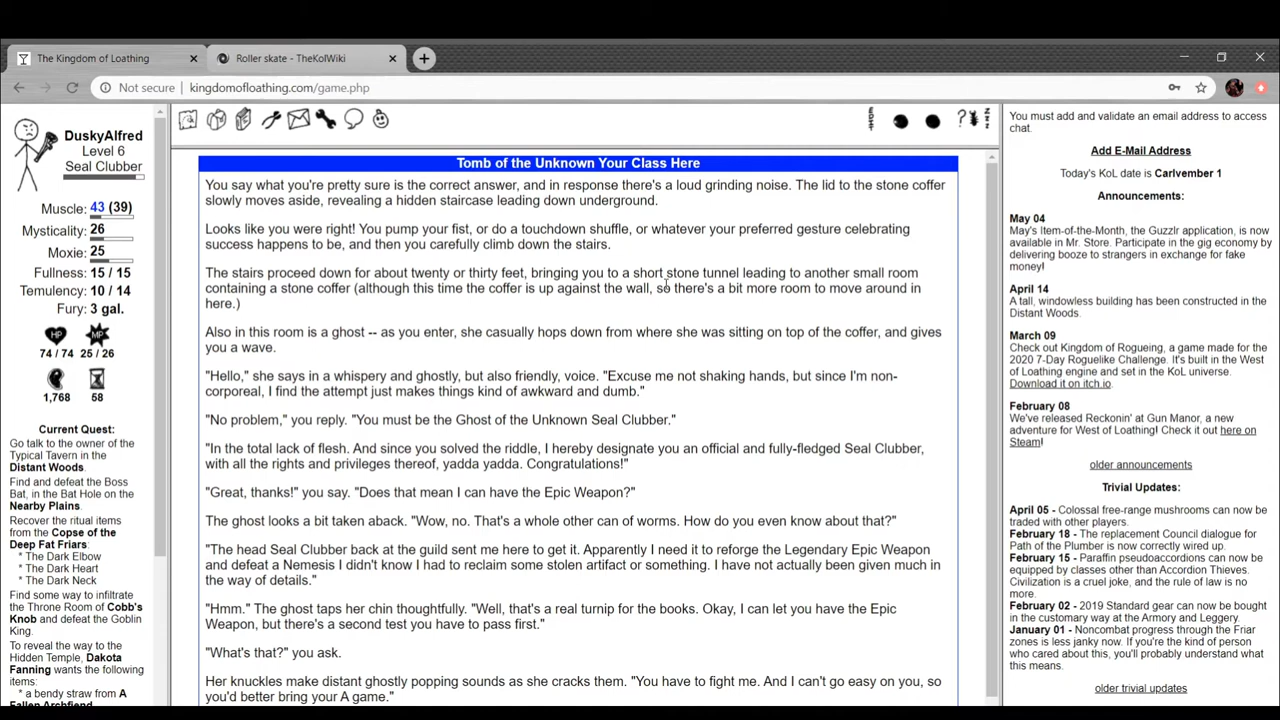 The Kingdom of Loathing
Roller skate - TheKolWiki
Not secure | kingdomofloathing.com/game.php
DuskyAlfred
Level 6
Seal Clubber
Muscle: 43 (39)
Mysticality: 26
Moxie: 25
Fullness: 15 / 15
Temulency: 10 / 14
Fury: 3 gal.
HP
MP
74 / 74
25 / 26
1,768
58
Current Quest:
Go talk to the owner of the
Typical Tavern in the
Distant Woods.
Find and defeat the Boss
Bat, in the Bat Hole on the
Nearby Plains.
Recover the ritual items
from the Copse of the
Deep Fat Friars:
* The Dark Elbow
* The Dark Heart
* The Dark Neck
Find some way to infiltrate
the Throne Room of Cobb's
Knob and defeat the Goblin
King.
To reveal the way to the
Hidden Temple, Dakota
Fanning wants the following
items:
* a bendy straw from A
Fallen Archfiend
Tomb of the Unknown Your Class Here
You say what you're pretty sure is the correct answer, and in response there's a loud grinding noise. The lid to the stone coffer
slowly moves aside, revealing a hidden staircase leading down underground.
Looks like you were right! You pump your fist, or do a touchdown shuffle, or whatever your preferred gesture celebrating
success happens to be, and then you carefully climb down the stairs.
The stairs proceed down for about twenty or thirty feet, bringing you to a short stone tunnel leading to another small room
containing a stone coffer (although this time the coffer is up against the wall, so there's a bit more room to move around in
here.)
Also in this room is a ghost -- as you enter, she casually hops down from where she was sitting on top of the coffer, and gives
you a wave.
"Hello," she says in a whispery and ghostly, but also friendly, voice. "Excuse me not shaking hands, but since I'm non-
corporeal, I find the attempt just makes things kind of awkward and dumb."
"No problem," you reply. "You must be the Ghost of the Unknown Seal Clubber."
"In the total lack of flesh. And since you solved the riddle, I hereby designate you an official and fully-fledged Seal Clubber,
with all the rights and privileges thereof, yadda yadda. Congratulations!"
"Great, thanks!" you say. "Does that mean I can have the Epic Weapon?"
The ghost looks a bit taken aback. "Wow, no. That's a whole other can of worms. How do you even know about that?"
"The head Seal Clubber back at the guild sent me here to get it. Apparently I need it to reforge the Legendary Epic Weapon
and defeat a Nemesis I didn't know I had to reclaim some stolen artifact or something. I have not actually been given much in
the way of details."
"Hmm." The ghost taps her chin thoughtfully. "Well, that's a real turnip for the books. Okay, I can let you have the Epic
Weapon, but there's a second test you have to pass first."
"What's that?" you ask.
Her knuckles make distant ghostly popping sounds as she cracks them. "You have to fight me. And I can't go easy on you, so
you'd better bring your A game."
You must add and validate an email address to access
chat.
Add E-Mail Address
Today's KoL date is Carlvember 1
Announcements:
May 04
May's Item-of-the-Month, the Guzzlr application, is now
available in Mr. Store. Participate in the gig economy by
delivering booze to strangers in exchange for fake
money!
April 14
A tall, windowless building has been constructed in the
Distant Woods.
March 09
Check out Kingdom of Rogueing, a game made for the
2020 7-Day Roguelike Challenge. It's built in the West
of Loathing engine and set in the KoL universe.
Download it on itch.io.
February 08
We've released Reckonin' at Gun Manor, a new
adventure for West of Loathing! Check it out here on
Steam!
older announcements
Trivial Updates:
April 05 - Colossal free-range mushrooms can now be
traded with other players.
February 18 - The replacement Council dialogue for
Path of the Plumber is now correctly wired up.
February 15 - Paraffin pseudoaccordions can now be
equipped by classes other than Accordion Thieves.
Civilization is a cruel joke, and the rule of law is no
more.
February 02 - 2019 Standard gear can now be bought
in the customary way at the Armory and Leggery.
January 01 - Noncombat progress through the Friar
zones is less janky now. If you're the kind of person
who cared about this, you'll probably understand what
this means.
older trivial updates